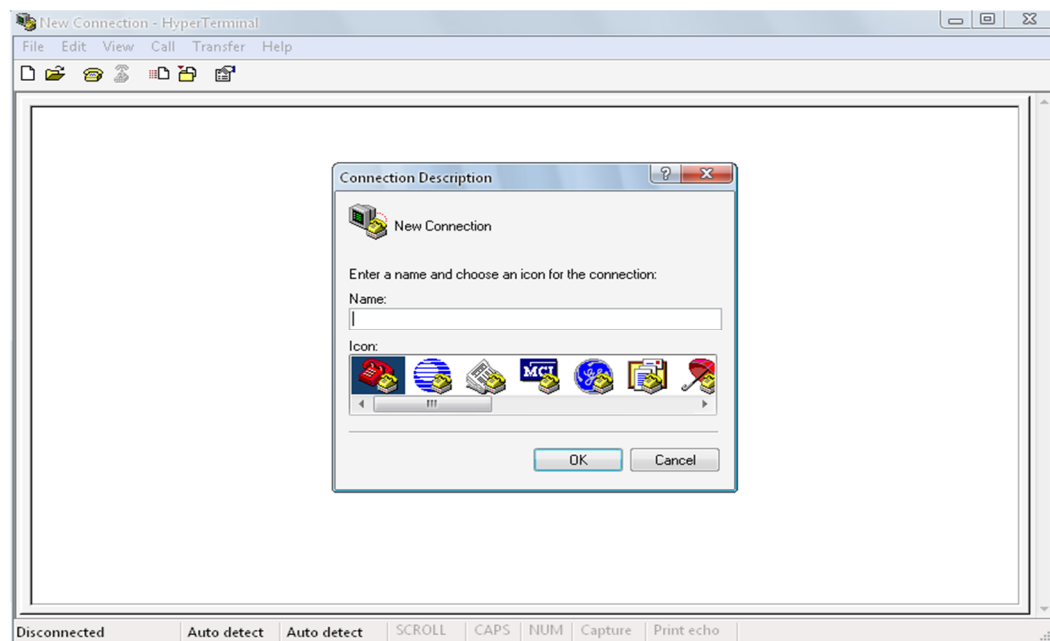 New Connection - HyperTerminal
File Edit View Call Transfer Help
Connection Description
?
New Connection
Enter a name and choose an icon for the connection:
Name:
Icon:
MCI
OK Cancel
Disconnected Auto detect Auto detect SCROLL CAPS NUM Capture Print echo